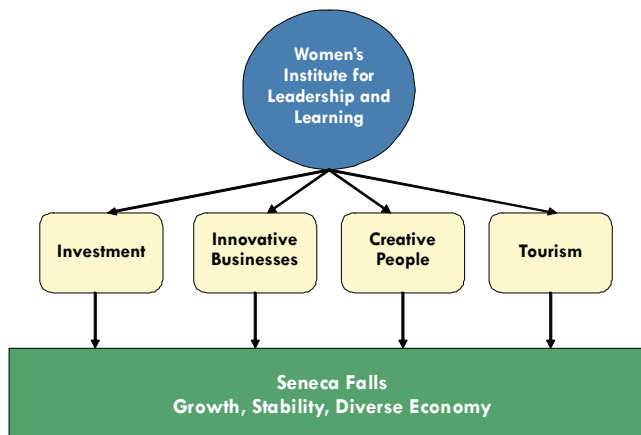 Women's
Institute for
Leadership and
Learning
Investment
Innovative
Businesses
Creative
People
Tourism
Seneca Falls
Growth, Stability, Diverse Economy